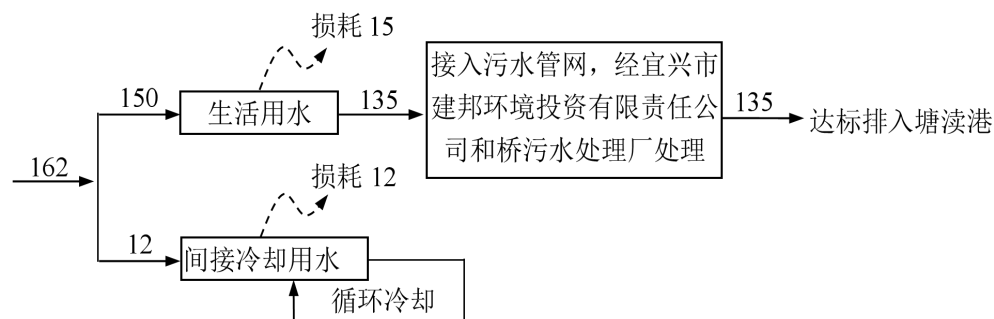 损耗 15
150
生活用水
135
接入污水管网，经宜兴市
建邦环境投资有限责任公
司和桥污水处理厂处理
135
达标排入塘渎港
162
损耗 12
12
间接冷却用水
循环冷却